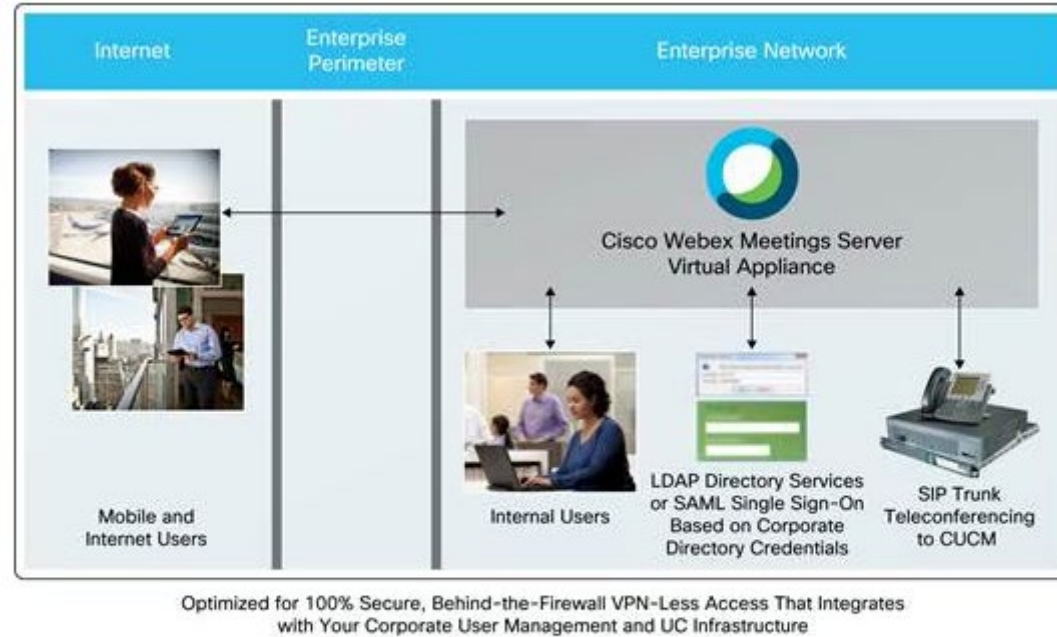 Internet
Enterprise
Perimeter
Enterprise Network
Cisco Webex Meetings Server
Virtual Appliance
Mobile and
Internet Users
Internal Users
LDAP Directory Services
or SAML Single Sign-On
Based on Corporate
Directory Credentials
SIP Trunk
Teleconferencing
to CUCM
Optimized for 100% Secure, Behind-the-Firewall VPN-Less Access That Integrates
with Your Corporate User Management and UC Infrastructure